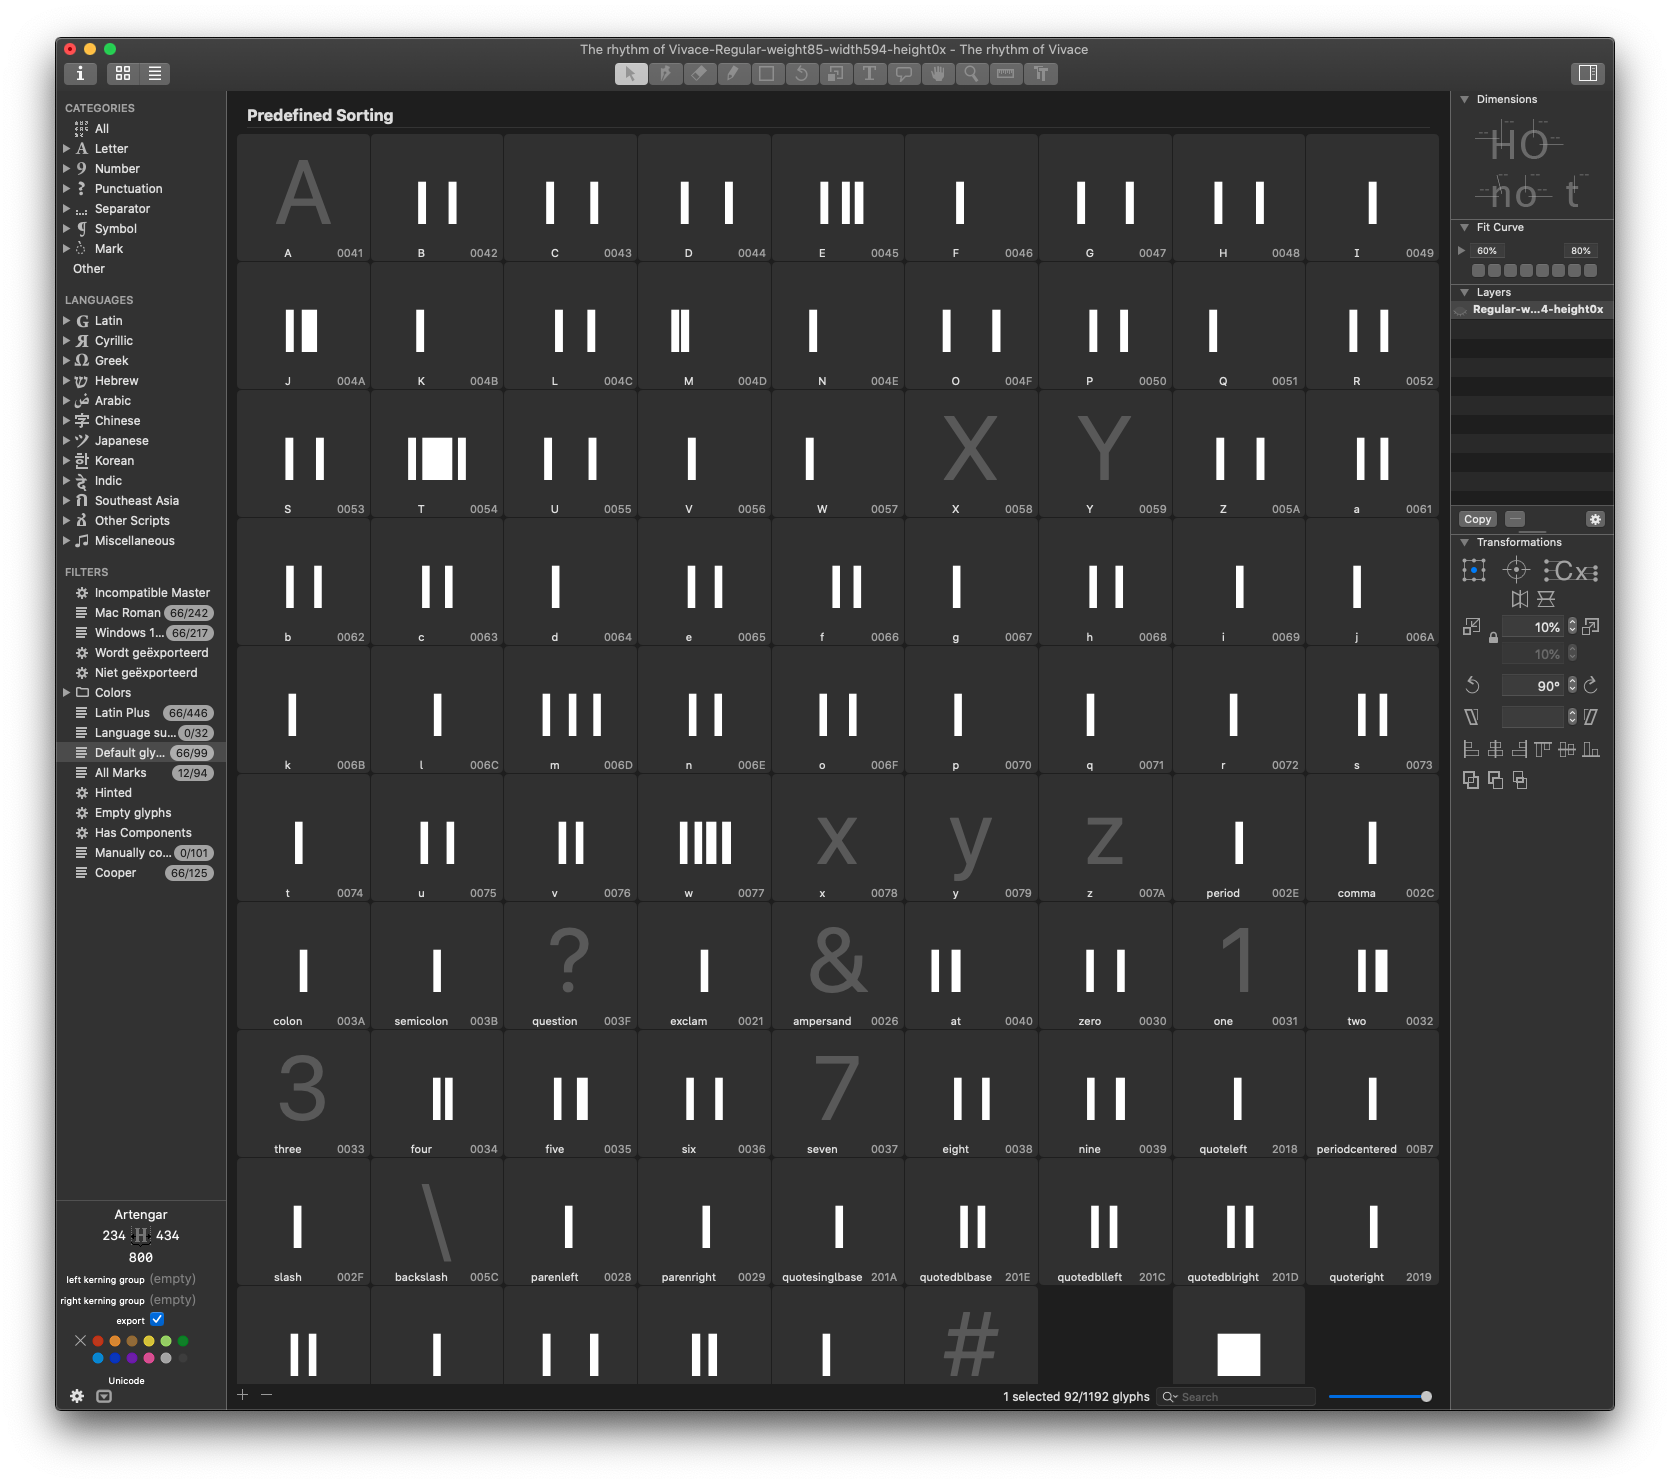 The rhythm of Vivace-Regular-weight85-width594-height0x - The rhythm of Vivace
CATEGORIES
All
A Letter
9 Number
? Punctuation
Separator
Symbol
Mark
Other
LANGUAGES
G Latin
Я Cyrillic
Ω Greek
Hebrew
Arabic
字 Chinese
ツ Japanese
한 Korean
Indic
Southeast Asia
Other Scripts
Miscellaneous
FILTERS
Incompatible Master
Mac Roman 66/242
Windows 1... 66/217
Wordt geëxporteerd
Niet geëxporteerd
Colors
Latin Plus 66/446
Language su... 0/32
Default gly... 66/99
All Marks 12/94
Hinted
Empty glyphs
Has Components
Manually co... 0/101
Cooper 66/125
Artengar
234 H 434
800
left kerning group (empty)
right kerning group (empty)
export
Unicode
Predefined Sorting
A
A 0041 B 0042 C 0043 D 0044 E 0045 F 0046 G 0047 H 0048 I 0049
J 004A K 004B L 004C M 004D N 004E O 004F P 0050 Q 0051 R 0052
X Y
S 0053 T 0054 U 0055 V 0056 W 0057 X 0058 Y 0059 Z 005A a 0061
b 0062 c 0063 d 0064 e 0065 f 0066 g 0067 h 0068 i 0069 j 006A
k 006B l 006C m 006D n 006E o 006F p 0070 q 0071 r 0072 s 0073
x y z
t 0074 u 0075 v 0076 w 0077 x 0078 y 0079 z 007A period 002E comma 002C
? & 1
colon 003A semicolon 003B question 003F exclam 0021 ampersand 0026 at 0040 zero 0030 one 0031 two 0032
3 7
three 0033 four 0034 five 0035 six 0036 seven 0037 eight 0038 nine 0039 quoteleft 2018 periodcentered 00B7
\
slash 002F backslash 005C parenleft 0028 parenright 0029 quotesinglbase 201A quotedblbase 201E quotedblleft 201C quotedblright 201D quoteright 2019
#
1 selected 92/1192 glyphs
Search
Dimensions
HO
no t
Fit Curve
60% 80%
Layers
Regular-w...4-height0x
Copy
Transformations
Cx
10%
10%
90°